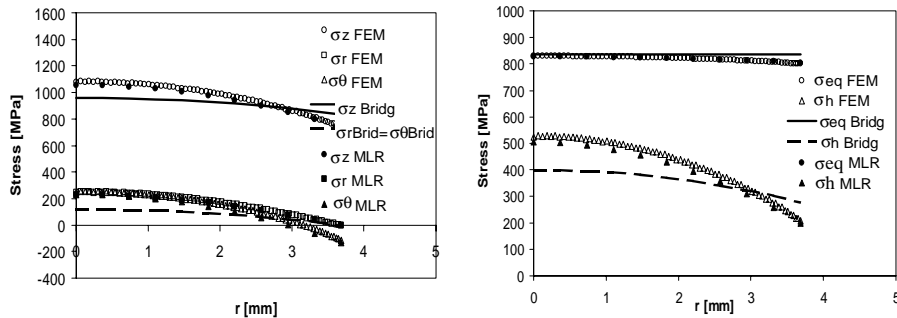 Stress [MPa]
1600
1400
1200
1000
800
600
400
200
0
-200
-400
0
1
2
3
4
5
r [mm]
σz FEM
σr FEM
σθ FEM
σz Bridg
σrBrid=σθBrid
σz MLR
σr MLR
σθ MLR
Stress [MPa]
900
800
700
600
500
400
300
200
100
0
0
1
2
3
4
5
r [mm]
σeq FEM
σh FEM
σeq Bridg
σh Bridg
σeq MLR
σh MLR